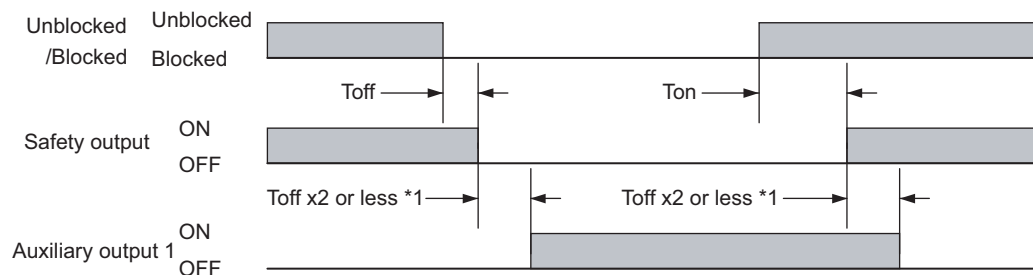 Unblocked
/Blocked
Unblocked
Blocked
Toff
Ton
Safety output
ON
OFF
Toff x2 or less *1
Toff x2 or less *1
Auxiliary output 1
ON
OFF